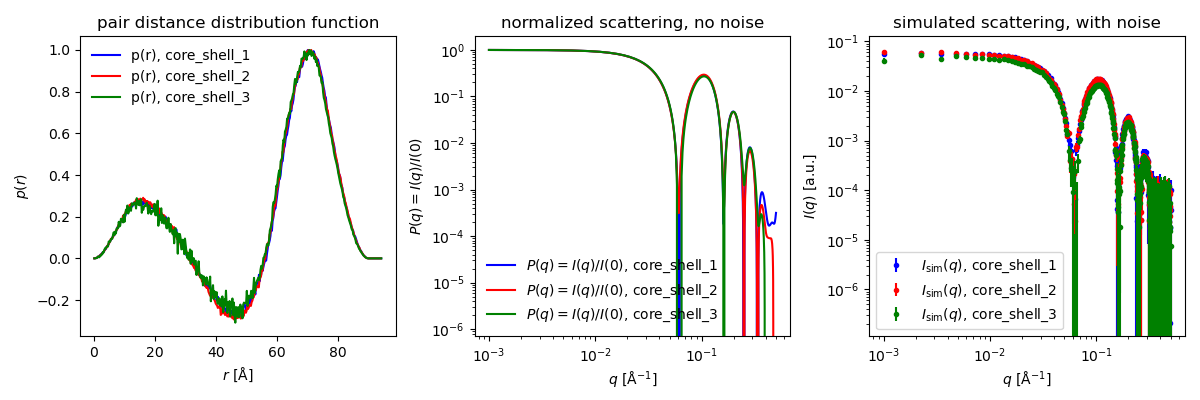 pair distance distribution function
p(r)
1.0
0.8
0.6
0.4
0.2
0.0
−0.2
p(r), core_shell_1
p(r), core_shell_2
p(r), core_shell_3
0 20 40 60 80
r [Å]
normalized scattering, no noise
P(q) = I(q)/I(0)
10⁰
10⁻¹
10⁻²
10⁻³
10⁻⁴
10⁻⁵
10⁻⁶
P(q) = I(q)/I(0), core_shell_1
P(q) = I(q)/I(0), core_shell_2
P(q) = I(q)/I(0), core_shell_3
10⁻³ 10⁻² 10⁻¹
q [Å⁻¹]
simulated scattering, with noise
I(q) [a.u.]
10⁻¹
10⁻²
10⁻³
10⁻⁴
10⁻⁵
10⁻⁶
Isim(q), core_shell_1
Isim(q), core_shell_2
Isim(q), core_shell_3
10⁻³ 10⁻² 10⁻¹
q [Å⁻¹]